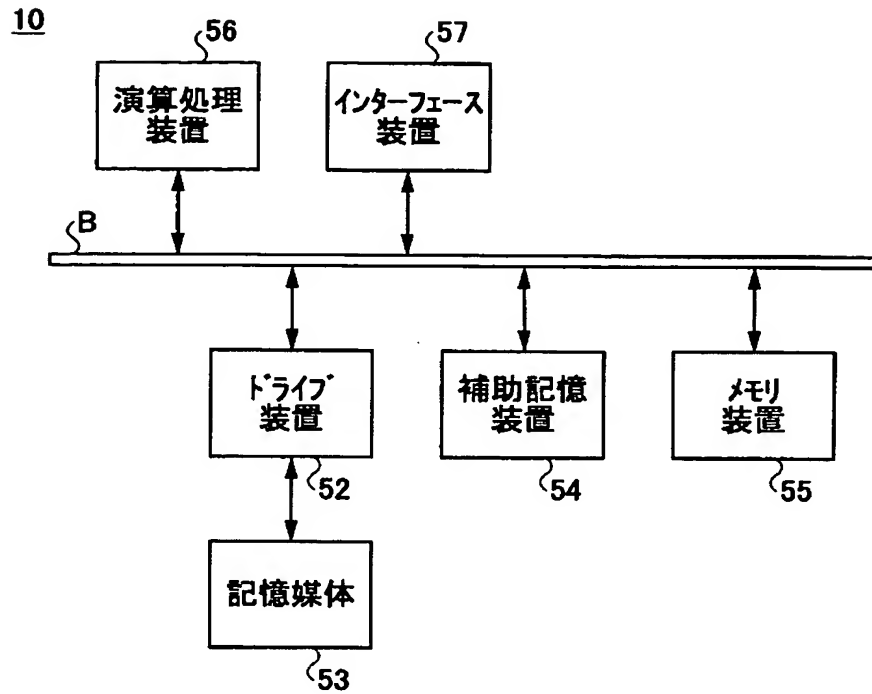 10
56
57
演算処理
装置
インターフェース
装置
B
ドライブ
装置
補助記憶
装置
メモリ
装置
52
54
55
記憶媒体
53